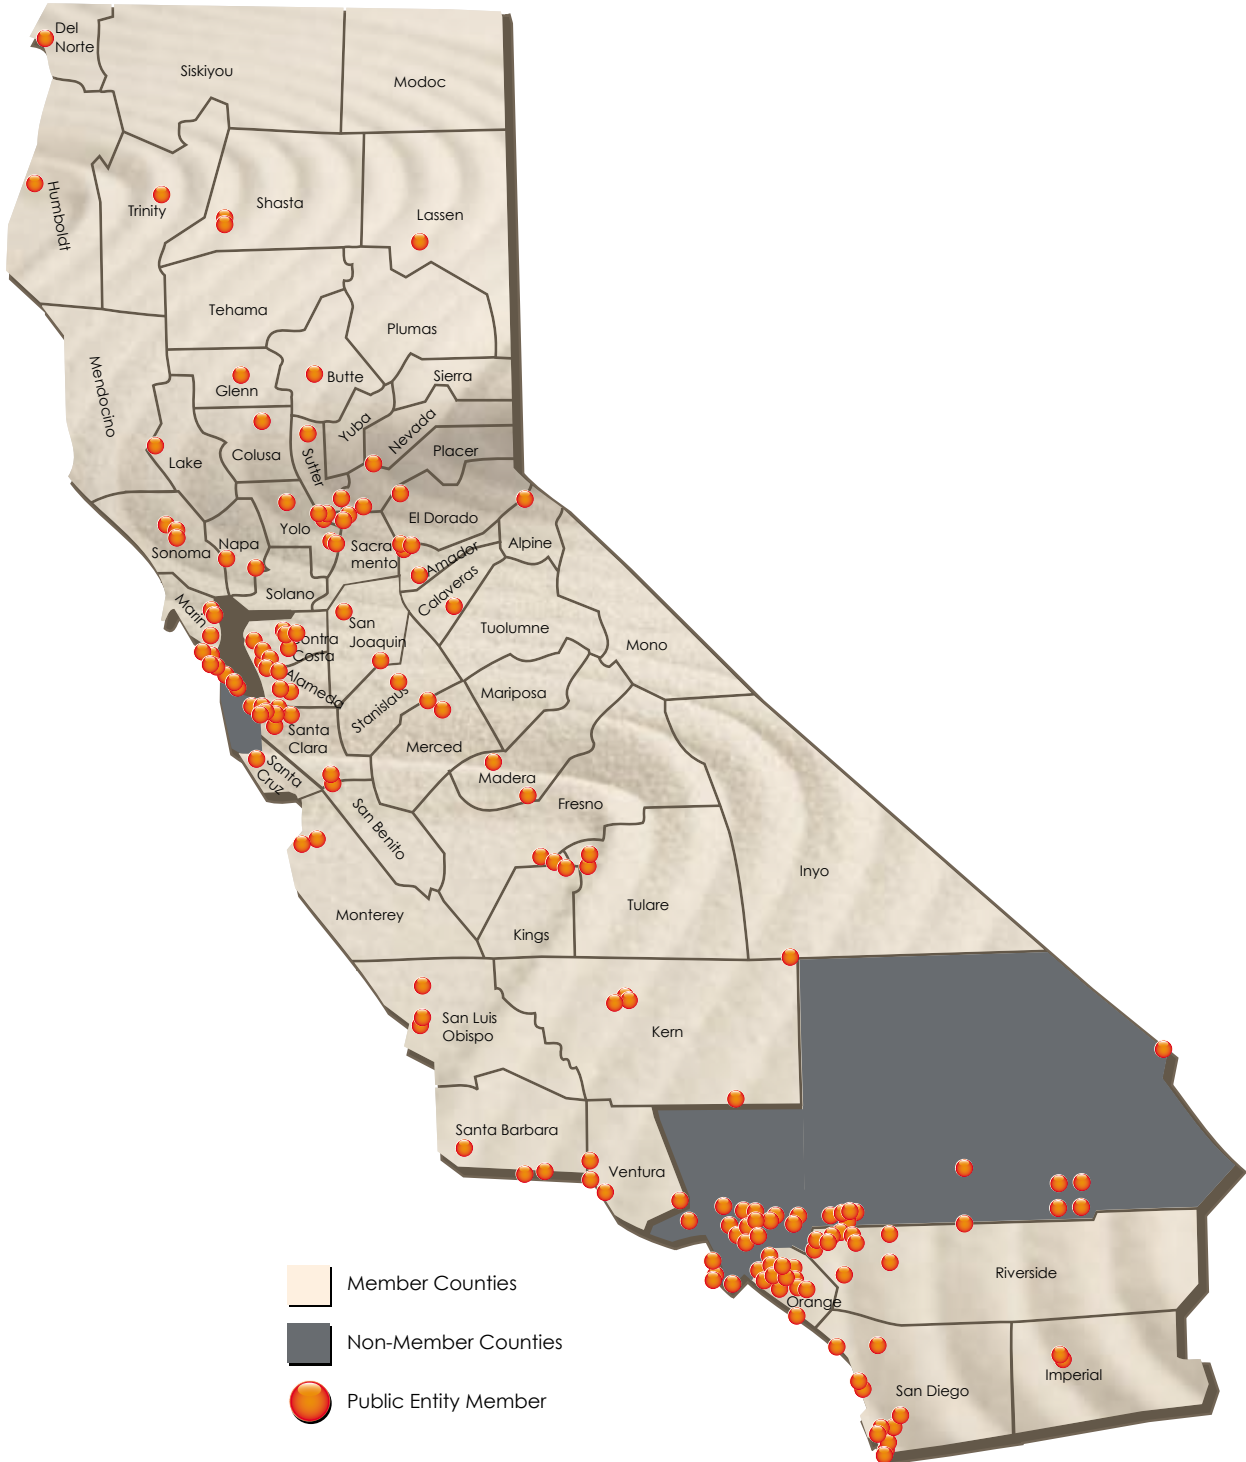 Del
Norte
Siskiyou
Modoc
Humboldt
Trinity
Shasta
Lassen
Tehama
Plumas
Mendocino
Glenn
Butte
Sierra
Yuba
Nevada
Placer
Lake
Colusa
Sutter
Yolo
El Dorado
Sonoma
Napa
Sacra
mento
Amador
Alpine
Solano
Calaveras
Marin
San
Joaquin
Tuolumne
Mono
ontra
Costa
Alameda
Stanislaus
Mariposa
Santa
Clara
Merced
Santa
Cruz
Madera
Fresno
San Benito
Inyo
Monterey
Tulare
Kings
San Luis
Obispo
Kern
Santa Barbara
Ventura
Riverside
Orange
San Diego
Imperial
Member Counties
Non-Member Counties
Public Entity Member